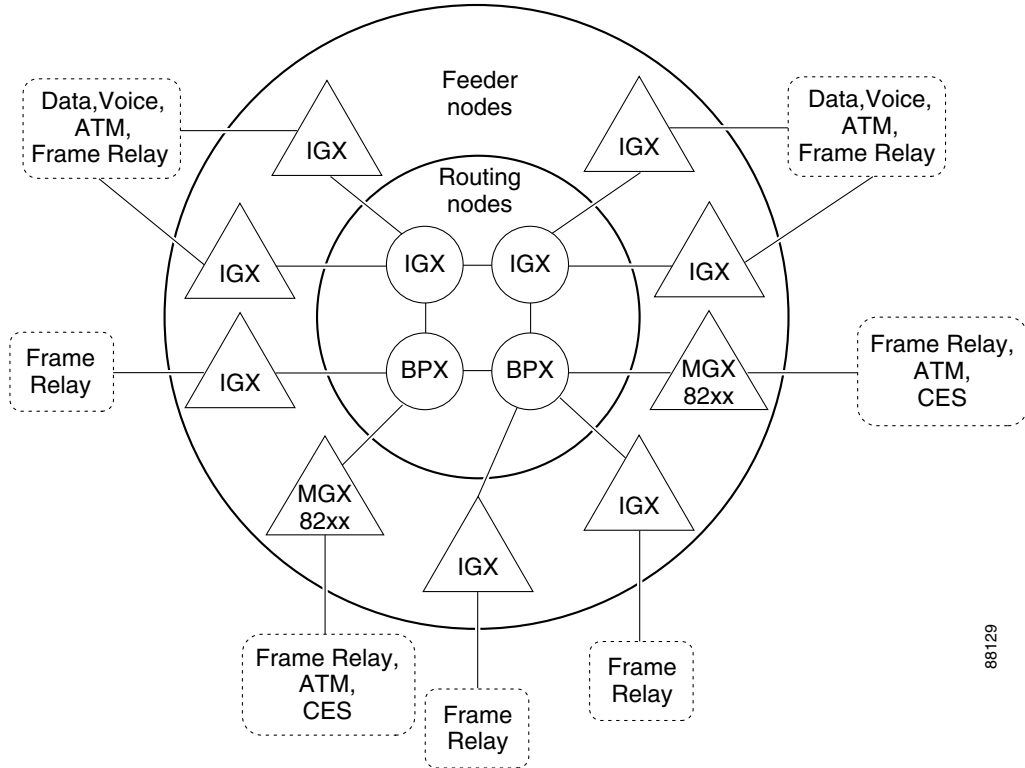 Feeder
nodes
Data,Voice,
ATM,
Frame Relay
IGX
IGX
Data,Voice,
ATM,
Frame Relay
Routing
nodes
IGX
IGX
IGX
IGX
Frame
Relay
IGX
BPX
BPX
MGX
82xx
Frame Relay,
ATM,
CES
MGX
82xx
IGX
IGX
Frame Relay,
ATM,
CES
Frame
Relay
Frame
Relay
88129